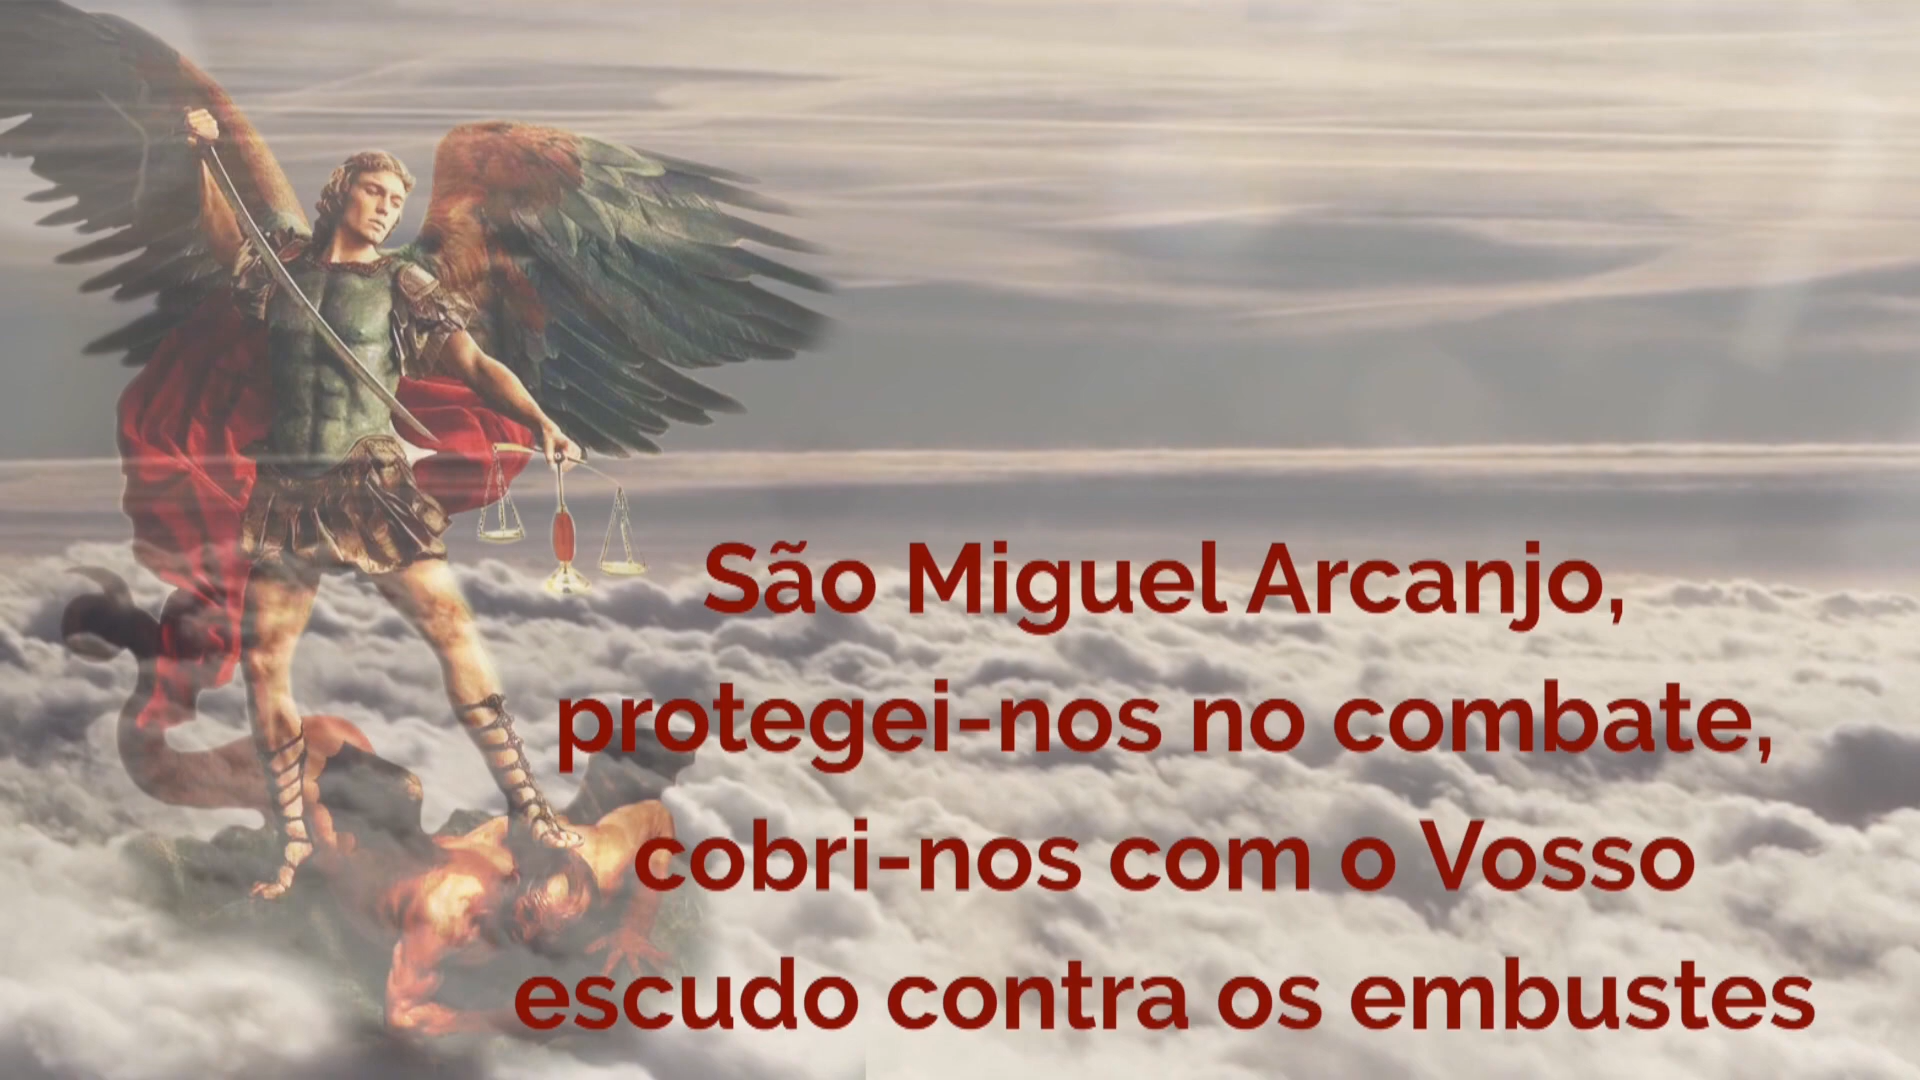 São Miguel Arcanjo,
protegei-nos no combate,
cobri-nos com o Vosso
escudo contra os embustes